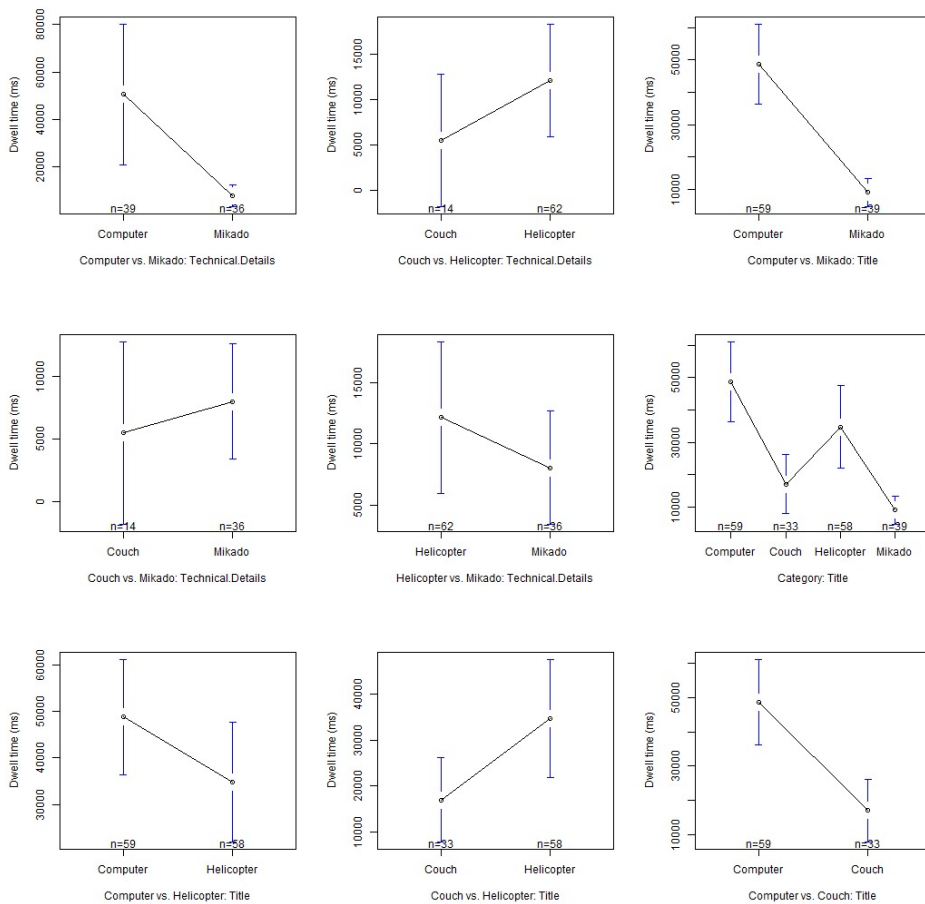 Dwell time (ms)
80000
60000
40000
20000
n=39 n=36
Computer Mikado
Computer vs. Mikado: Technical.Details
Dwell time (ms)
15000
10000
5000
0
n=14 n=62
Couch Helicopter
Couch vs. Helicopter: Technical.Details
Dwell time (ms)
50000
30000
10000
n=59 n=39
Computer Mikado
Computer vs. Mikado: Title
Dwell time (ms)
10000
5000
0
n=14 n=36
Couch Mikado
Couch vs. Mikado: Technical.Details
Dwell time (ms)
15000
10000
5000
n=62 n=36
Helicopter Mikado
Helicopter vs. Mikado: Technical.Details
Dwell time (ms)
50000
30000
10000
n=59 n=33 n=58 n=39
Computer Couch Helicopter Mikado
Category: Title
Dwell time (ms)
60000
50000
40000
30000
n=59 n=58
Computer Helicopter
Computer vs. Helicopter: Title
Dwell time (ms)
40000
30000
20000
10000
n=33 n=58
Couch Helicopter
Couch vs. Helicopter: Title
Dwell time (ms)
50000
30000
10000
n=59 n=33
Computer Couch
Computer vs. Couch: Title